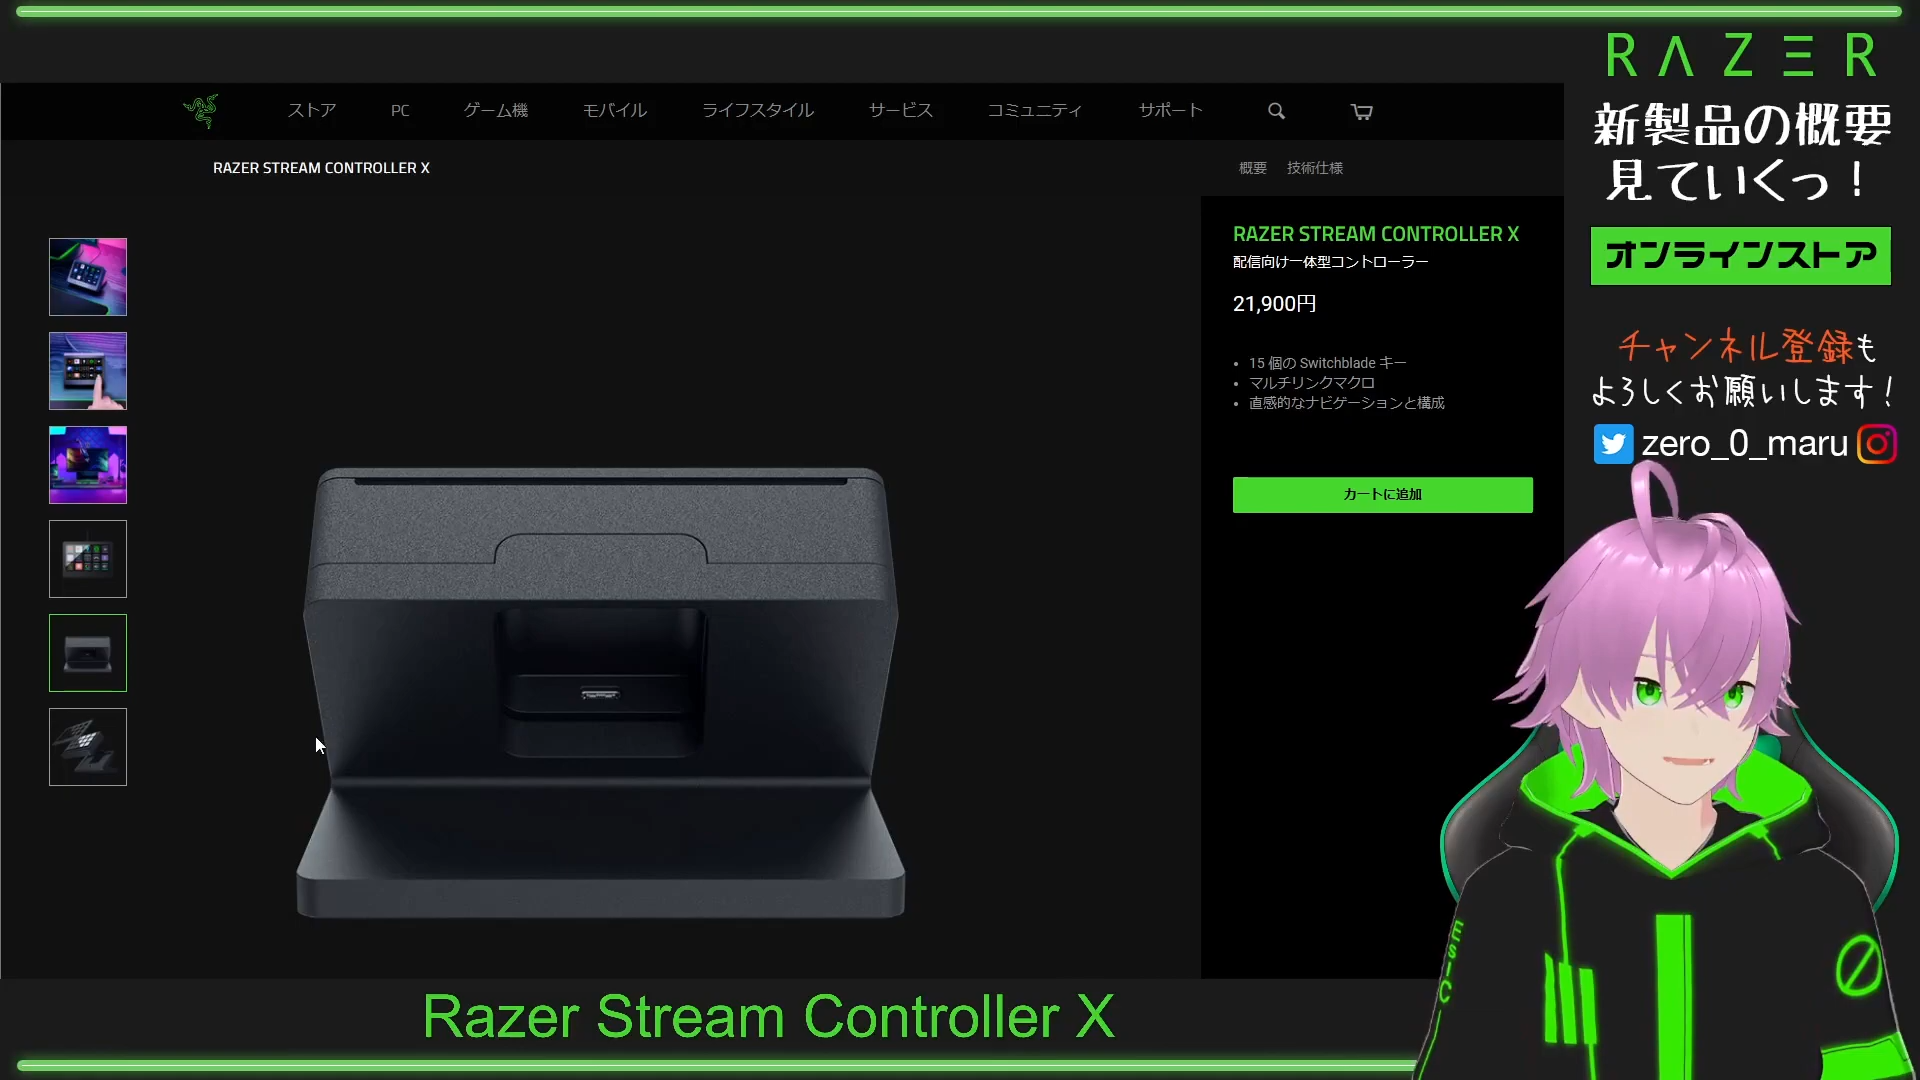 ストア PC ゲーム機 モバイル ライフスタイル サービス コミュニティ サポート
RAZER STREAM CONTROLLER X
概要 技術仕様
RAZER STREAM CONTROLLER X
配信向け一体型コントローラー
21,900円
15 個の Switchblade キー
マルチリンクマクロ
直感的なナビゲーションと構成
カートに追加
RAZER
新製品の概要
見ていくっ！
オンラインストア
チャンネル登録も
よろしくお願いします！
zero_0_maru
ESIC
Razer Stream Controller X